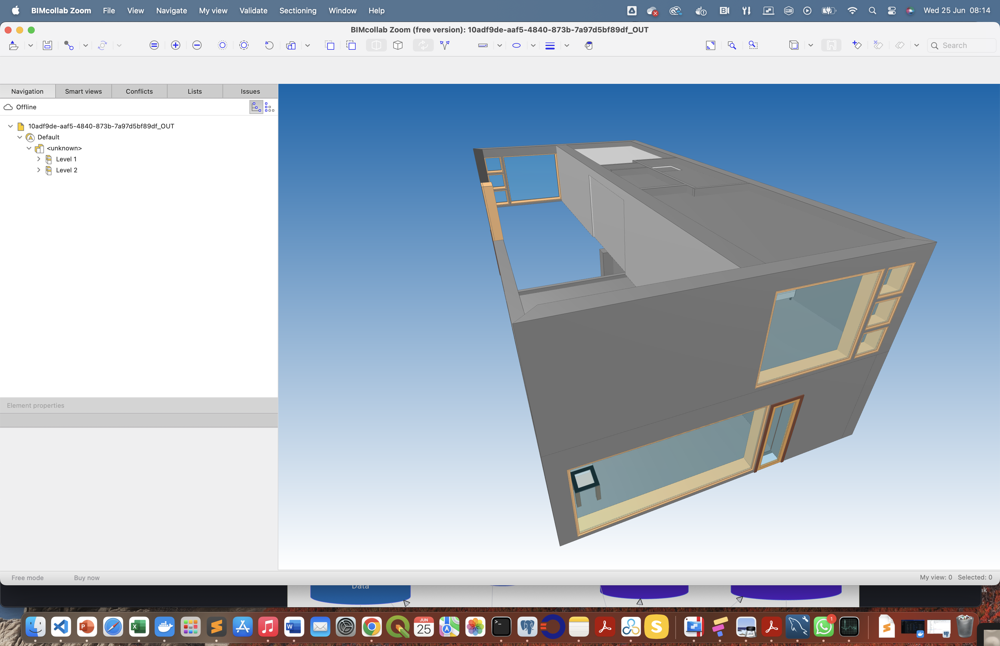 BIMcollab Zoom File View Navigate My view Validate Sectioning Window Help Wed 25 Jun 08:14
BIMcollab Zoom (free version): 10adf9de-aaf5-4840-873b-7a97d5bf89df_OUT
Search
Navigation Smart views Conflicts Lists Issues
Offline
10adf9de-aaf5-4840-873b-7a97d5bf89df_OUT
Default
<unknown>
Level 1
Level 2
Element properties
Free mode Buy now My view: 0 Selected: 0
Data
JUN
25
1